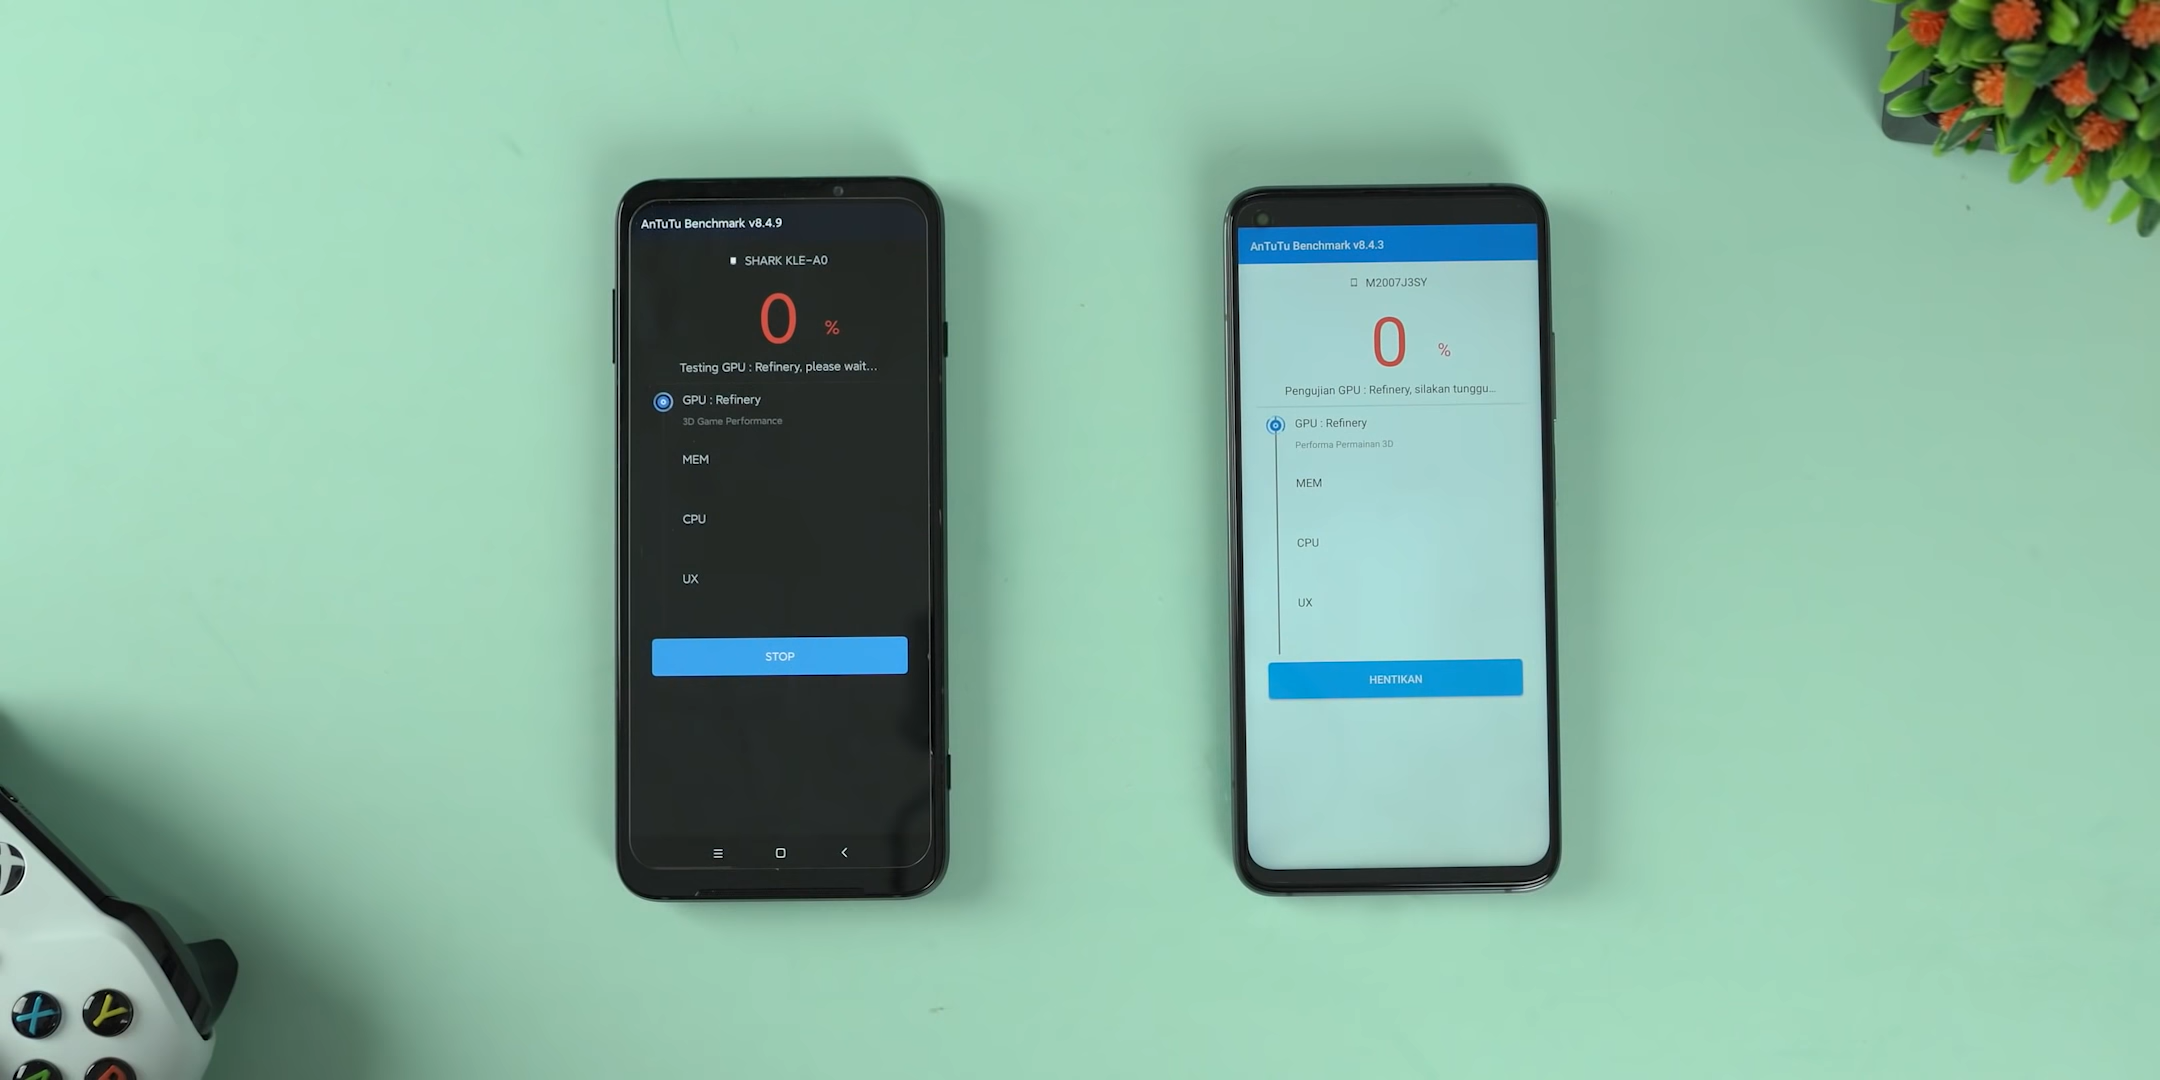 AnTuTu Benchmark v8.4.9
SHARK KLE-A0
0 %
Testing GPU : Refinery, please wait...
GPU : Refinery
3D Game Performance
MEM
CPU
UX
STOP
AnTuTu Benchmark v8.4.3
M2007J3SY
0 %
Pengujian GPU : Refinery, silakan tunggu...
GPU : Refinery
Performa Permainan 3D
MEM
CPU
UX
HENTIKAN
X
Y